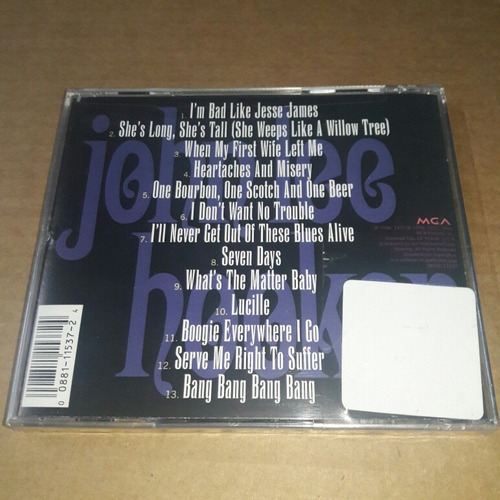 john lee
hooker
1. I'm Bad Like Jesse James
2. She's Long, She's Tall (She Weeps Like A Willow Tree)
3. When My First Wife Left Me
4. Heartaches And Misery
5. One Bourbon, One Scotch And One Beer
6. I Don't Want No Trouble
7. I'll Never Get Out Of These Blues Alive
8. Seven Days
9. What's The Matter Baby
10. Lucille
11. Boogie Everywhere I Go
12. Serve Me Right To Suffer
13. Bang Bang Bang Bang
MCA
0 0881-11537-2 4